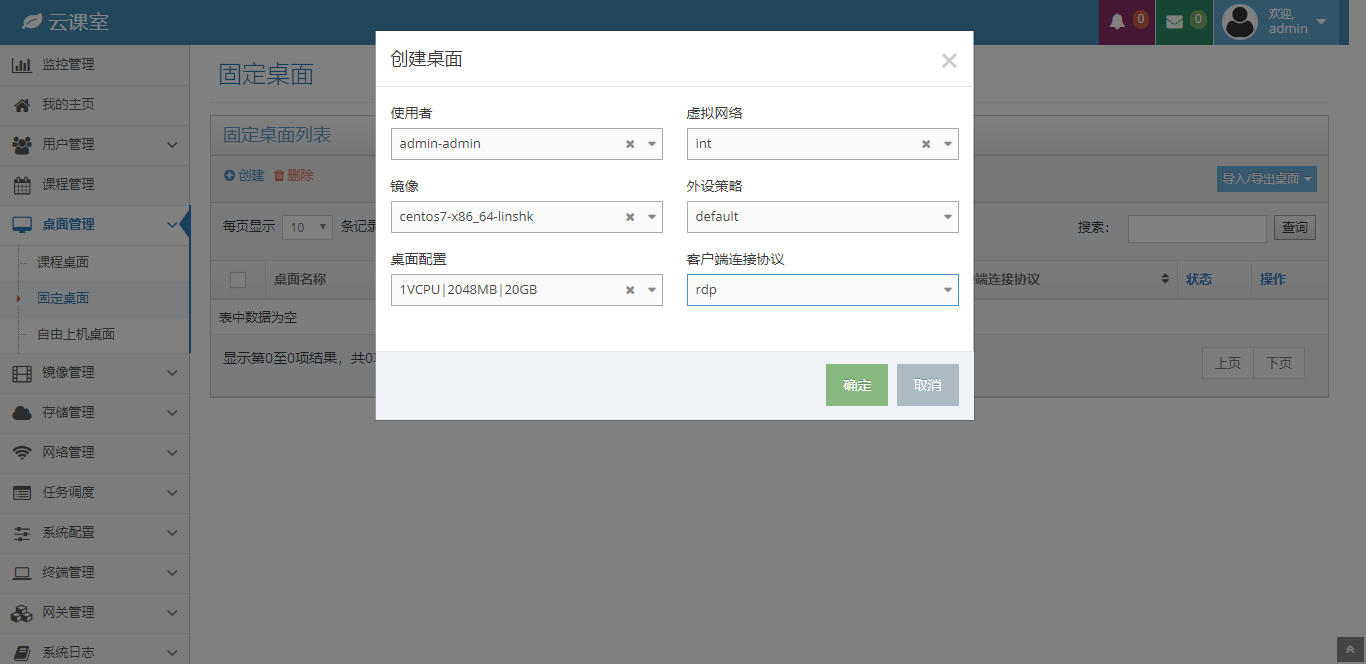 云课室
0
0
欢迎,
admin
监控管理
我的主页
用户管理
课程管理
桌面管理
课程桌面
固定桌面
自由上机桌面
镜像管理
存储管理
网络管理
任务调度
系统配置
终端管理
网关管理
系统日志
固定桌面
固定桌面列表
创建 删除
导入/导出桌面
每页显示 10 条记录
搜索: 查询
桌面名称 端连接协议 状态 操作
表中数据为空
显示第0至0项结果，共0
上页 下页
创建桌面
使用者 虚拟网络
admin-admin int
镜像 外设策略
centos7-x86_64-linshk default
桌面配置 客户端连接协议
1VCPU|2048MB|20GB rdp
确定 取消